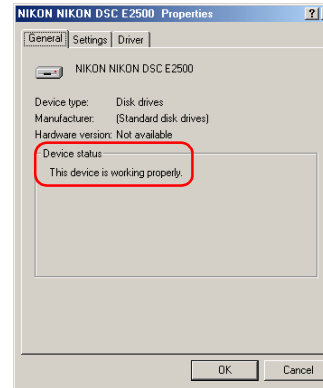 NIKON NIKON DSC E2500 Properties
General Settings Driver
NIKON NIKON DSC E2500
Device type: Disk drives
Manufacturer: (Standard disk drives)
Hardware version: Not available
Device status
This device is working properly.
OK Cancel